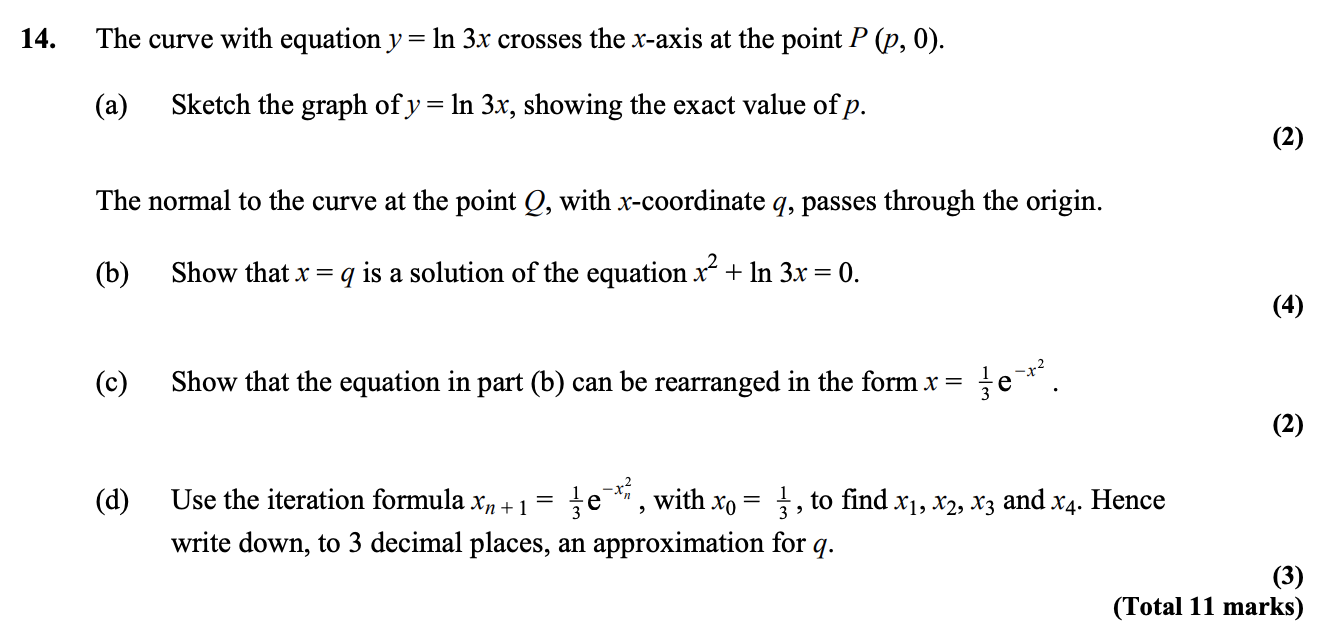 14. The curve with equation y = ln 3x crosses the x-axis at the point P (p, 0).
(a) Sketch the graph of y = ln 3x, showing the exact value of p.
(2)
The normal to the curve at the point Q, with x-coordinate q, passes through the origin.
(b) Show that x = q is a solution of the equation x² + ln 3x = 0.
(4)
(c) Show that the equation in part (b) can be rearranged in the form x = \frac{1}{3}e^{-x^2}.
(2)
(d) Use the iteration formula x_{n+1} = \frac{1}{3}e^{-x_n^2}, with x_0 = \frac{1}{3}, to find x_1, x_2, x_3 and x_4. Hence
write down, to 3 decimal places, an approximation for q.
(3)
(Total 11 marks)